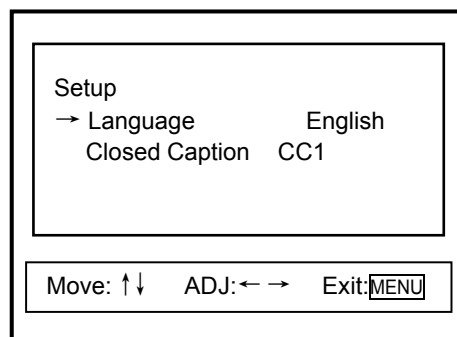 Setup
→ Language English
Closed Caption CC1
Move: ↑↓ ADJ:← → Exit:MENU